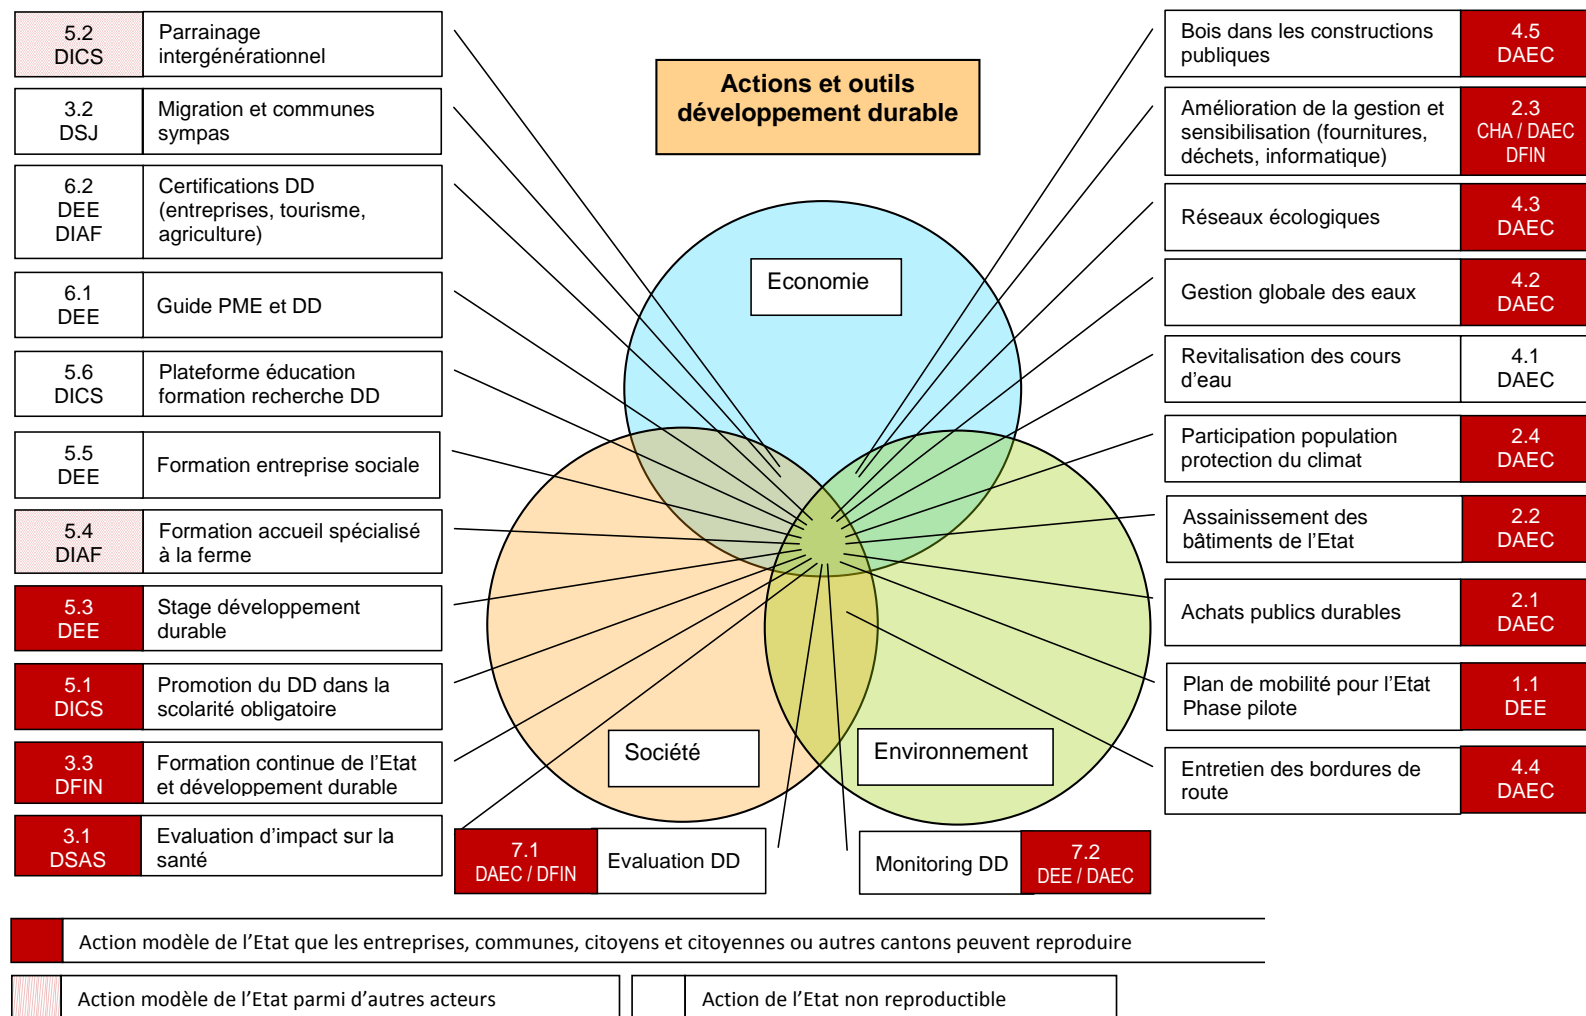 Actions et outils
développement durable
5.2
DICS
Parrainage
intergénérationnel
3.2
DSJ
Migration et communes
sympas
6.2
DEE
DIAF
Certifications DD
(entreprises, tourisme,
agriculture)
6.1
DEE
Guide PME et DD
5.6
DICS
Plateforme éducation
formation recherche DD
5.5
DEE
Formation entreprise sociale
5.4
DIAF
Formation accueil spécialisé
à la ferme
5.3
DEE
Stage développement
durable
5.1
DICS
Promotion du DD dans la
scolarité obligatoire
3.3
DFIN
Formation continue de l’Etat
et développement durable
3.1
DSAS
Evaluation d’impact sur la
santé
Economie
Société
Environnement
7.1
DAEC / DFIN
Evaluation DD
Monitoring DD
7.2
DEE / DAEC
Bois dans les constructions
publiques
4.5
DAEC
Amélioration de la gestion et
sensibilisation (fournitures,
déchets, informatique)
2.3
CHA / DAEC
DFIN
Réseaux écologiques
4.3
DAEC
Gestion globale des eaux
4.2
DAEC
Revitalisation des cours
d’eau
4.1
DAEC
Participation population
protection du climat
2.4
DAEC
Assainissement des
bâtiments de l’Etat
2.2
DAEC
Achats publics durables
2.1
DAEC
Plan de mobilité pour l’Etat
Phase pilote
1.1
DEE
Entretien des bordures de
route
4.4
DAEC
Action modèle de l’Etat que les entreprises, communes, citoyens et citoyennes ou autres cantons peuvent reproduire
Action modèle de l’Etat parmi d’autres acteurs
Action de l’Etat non reproductible